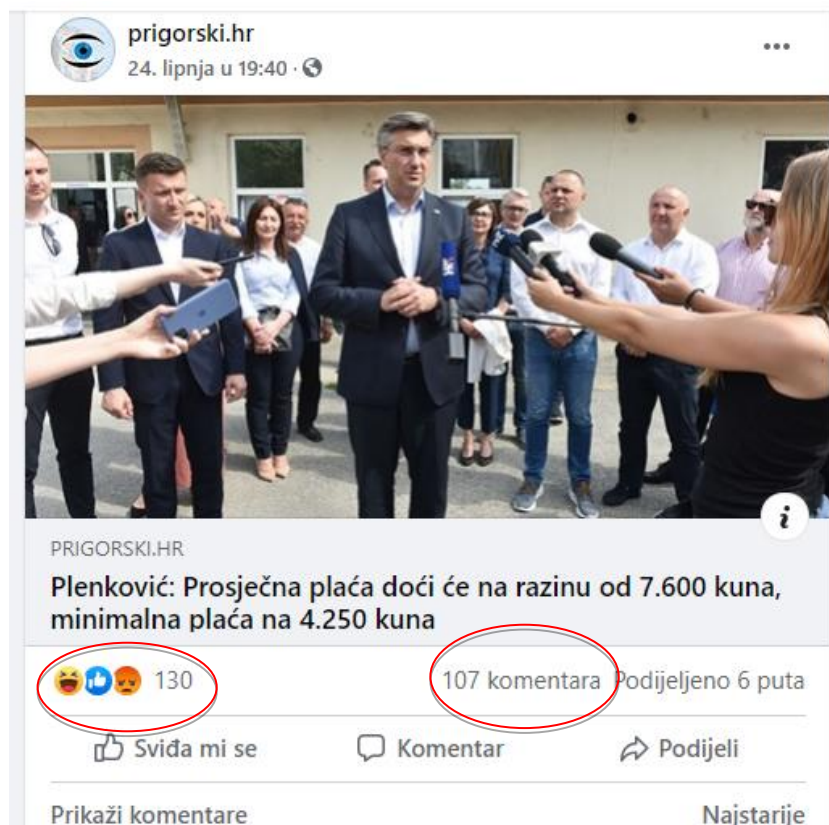 prigorski.hr
24. lipnja u 19:40 ·
PRIGORSKI.HR
Plenković: Prosječna plaća doći će na razinu od 7.600 kuna,
minimalna plaća na 4.250 kuna
130 107 komentara Podijeljeno 6 puta
Sviđa mi se Komentar Podijeli
Prikaži komentare Najstarije